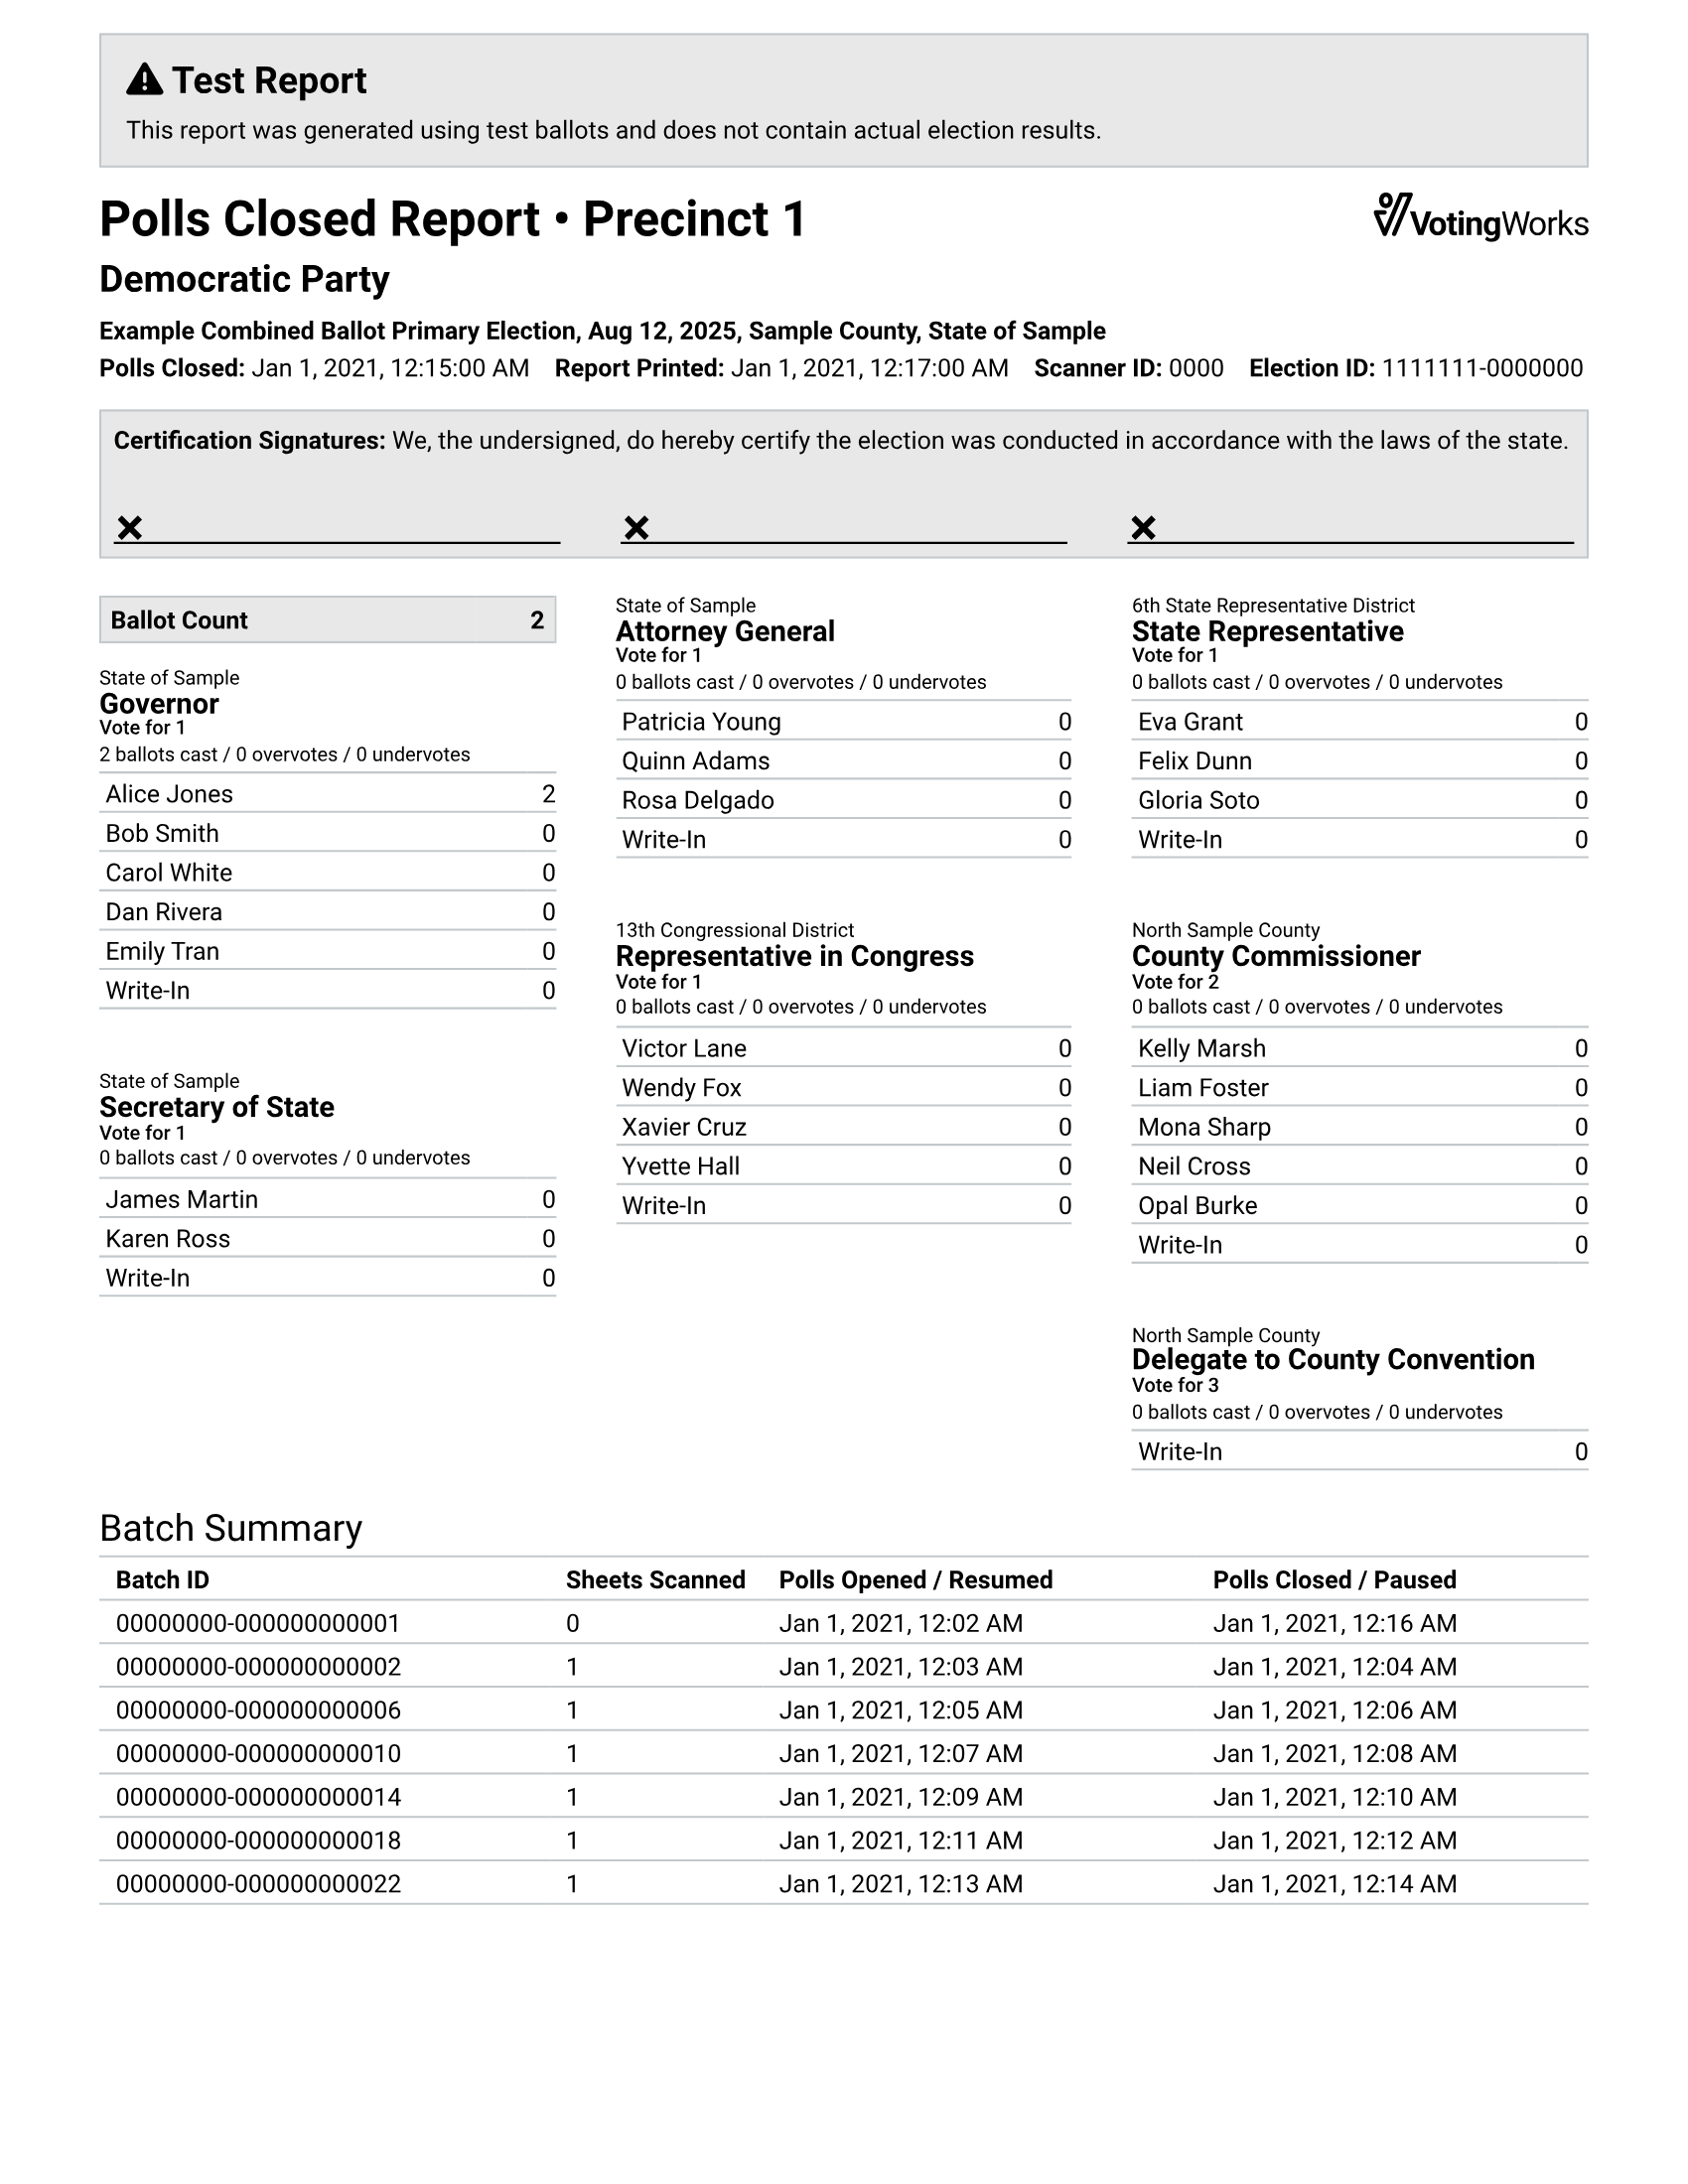 Test Report
This report was generated using test ballots and does not contain actual election results.
Polls Closed Report • Precinct 1
VotingWorks
Democratic Party
Example Combined Ballot Primary Election, Aug 12, 2025, Sample County, State of Sample
Polls Closed: Jan 1, 2021, 12:15:00 AM Report Printed: Jan 1, 2021, 12:17:00 AM Scanner ID: 0000 Election ID: 1111111-0000000
Certification Signatures: We, the undersigned, do hereby certify the election was conducted in accordance with the laws of the state.
Ballot Count 2
State of Sample
Governor
Vote for 1
2 ballots cast / 0 overvotes / 0 undervotes
Alice Jones 2
Bob Smith 0
Carol White 0
Dan Rivera 0
Emily Tran 0
Write-In 0
State of Sample
Secretary of State
Vote for 1
0 ballots cast / 0 overvotes / 0 undervotes
James Martin 0
Karen Ross 0
Write-In 0
State of Sample
Attorney General
Vote for 1
0 ballots cast / 0 overvotes / 0 undervotes
Patricia Young 0
Quinn Adams 0
Rosa Delgado 0
Write-In 0
13th Congressional District
Representative in Congress
Vote for 1
0 ballots cast / 0 overvotes / 0 undervotes
Victor Lane 0
Wendy Fox 0
Xavier Cruz 0
Yvette Hall 0
Write-In 0
6th State Representative District
State Representative
Vote for 1
0 ballots cast / 0 overvotes / 0 undervotes
Eva Grant 0
Felix Dunn 0
Gloria Soto 0
Write-In 0
North Sample County
County Commissioner
Vote for 2
0 ballots cast / 0 overvotes / 0 undervotes
Kelly Marsh 0
Liam Foster 0
Mona Sharp 0
Neil Cross 0
Opal Burke 0
Write-In 0
North Sample County
Delegate to County Convention
Vote for 3
0 ballots cast / 0 overvotes / 0 undervotes
Write-In 0
Batch Summary
Batch ID Sheets Scanned Polls Opened / Resumed Polls Closed / Paused
00000000-000000000001 0 Jan 1, 2021, 12:02 AM Jan 1, 2021, 12:16 AM
00000000-000000000002 1 Jan 1, 2021, 12:03 AM Jan 1, 2021, 12:04 AM
00000000-000000000006 1 Jan 1, 2021, 12:05 AM Jan 1, 2021, 12:06 AM
00000000-000000000010 1 Jan 1, 2021, 12:07 AM Jan 1, 2021, 12:08 AM
00000000-000000000014 1 Jan 1, 2021, 12:09 AM Jan 1, 2021, 12:10 AM
00000000-000000000018 1 Jan 1, 2021, 12:11 AM Jan 1, 2021, 12:12 AM
00000000-000000000022 1 Jan 1, 2021, 12:13 AM Jan 1, 2021, 12:14 AM